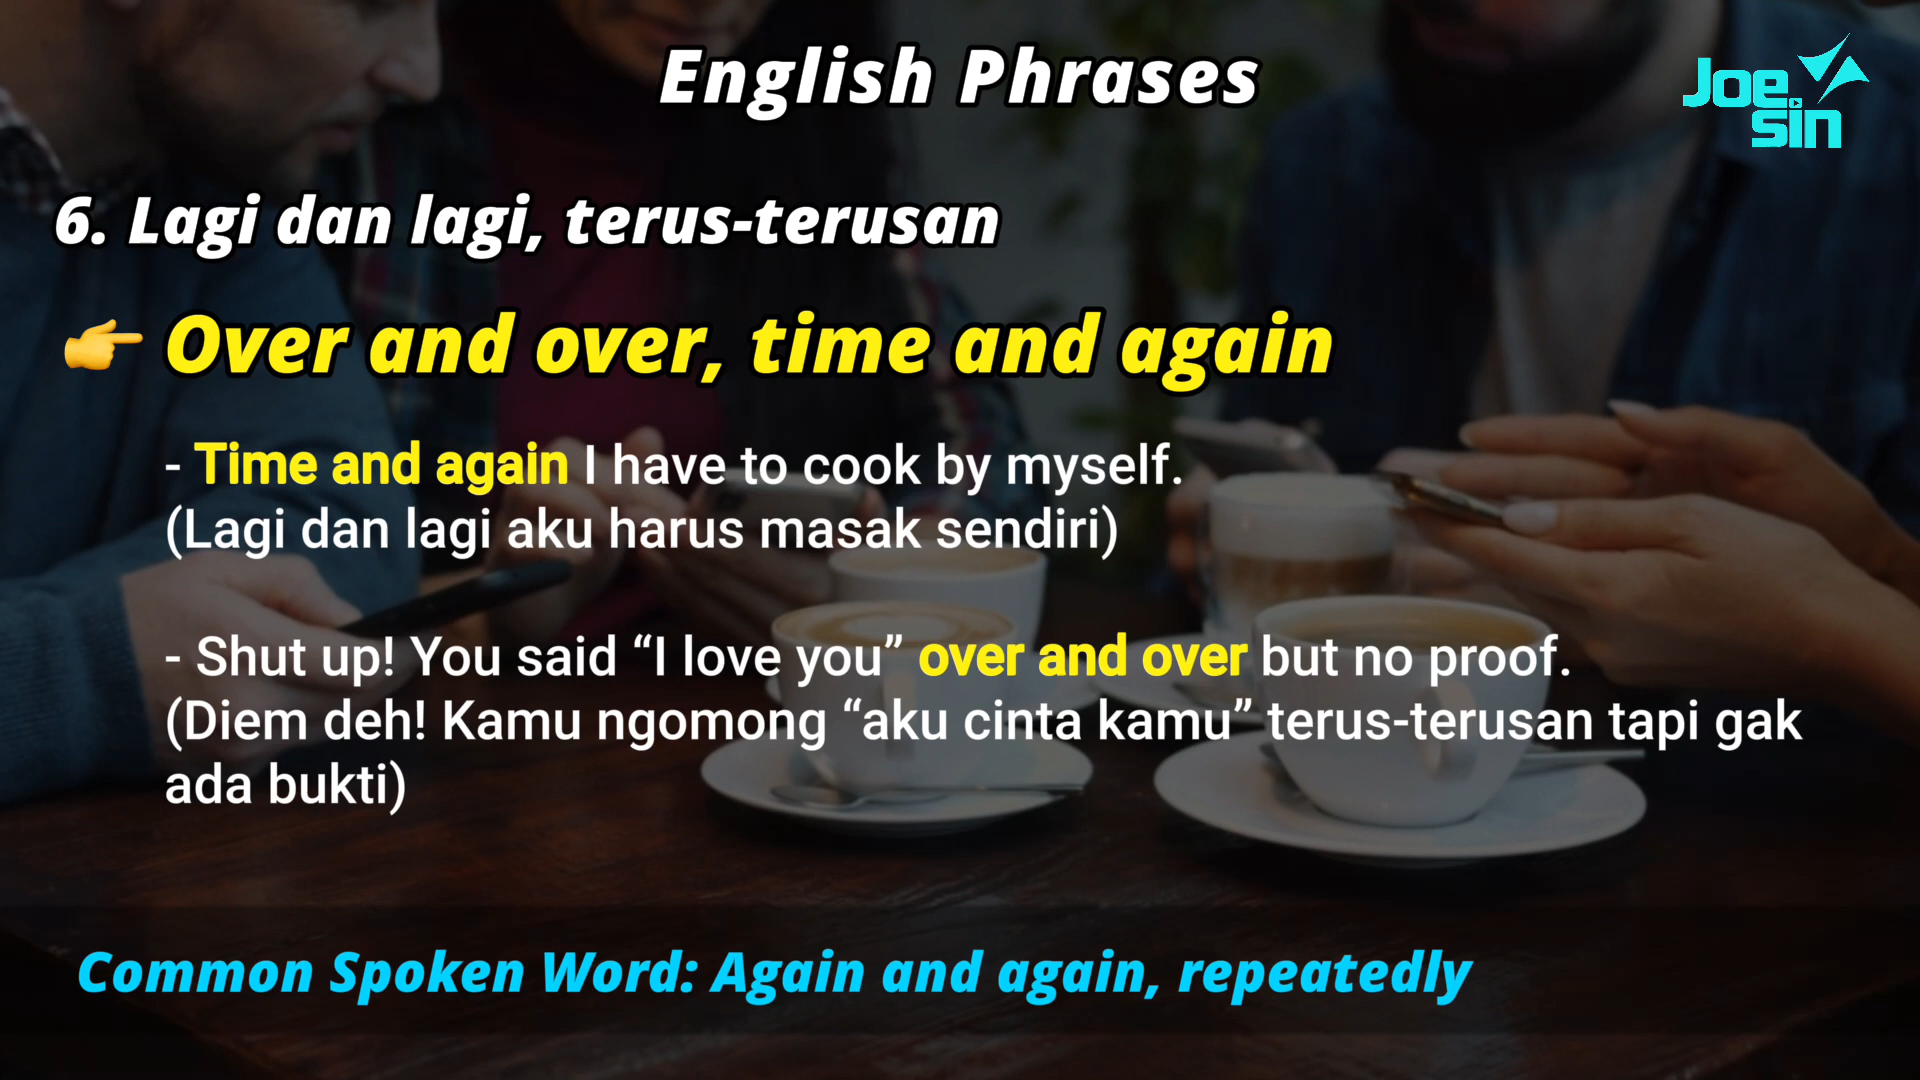 English Phrases
Joe
sin
6. Lagi dan lagi, terus-terusan
👉 Over and over, time and again
- Time and again I have to cook by myself.
(Lagi dan lagi aku harus masak sendiri)
- Shut up! You said “I love you” over and over but no proof.
(Diem deh! Kamu ngomong “aku cinta kamu” terus-terusan tapi gak
ada bukti)
Common Spoken Word: Again and again, repeatedly